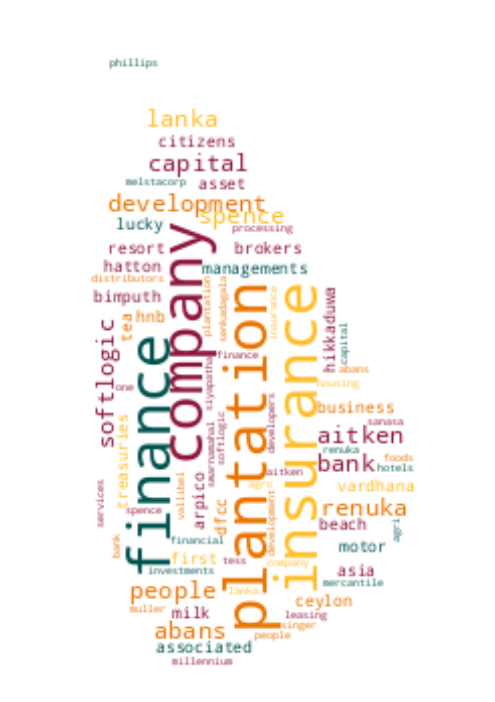 phillips
lanka
citizens
capital
melstacorp
asset
development
spence
lucky
processing
company
resort
brokers
hatton
managements
distributors
bimputh
plantation
senkadagala
insurance
hikkaduwa
tea
hnb
plantation
insurance
softlogic
finance
capital
finance
siyapatha
abans
one
housing
developers
business
treasuries
softlogic
swarnamahal
sanasa
aitken
renuka
bank
foods
hotels
aitken
vallibel
arpico
agro
vardhana
services
spence
dfcc
development
renuka
beach
agri
bank
financial
motor
first
tess
company
investments
asia
mercantile
people
lanka
ceylon
muller
milk
leasing
abans
singer
people
associated
millennium